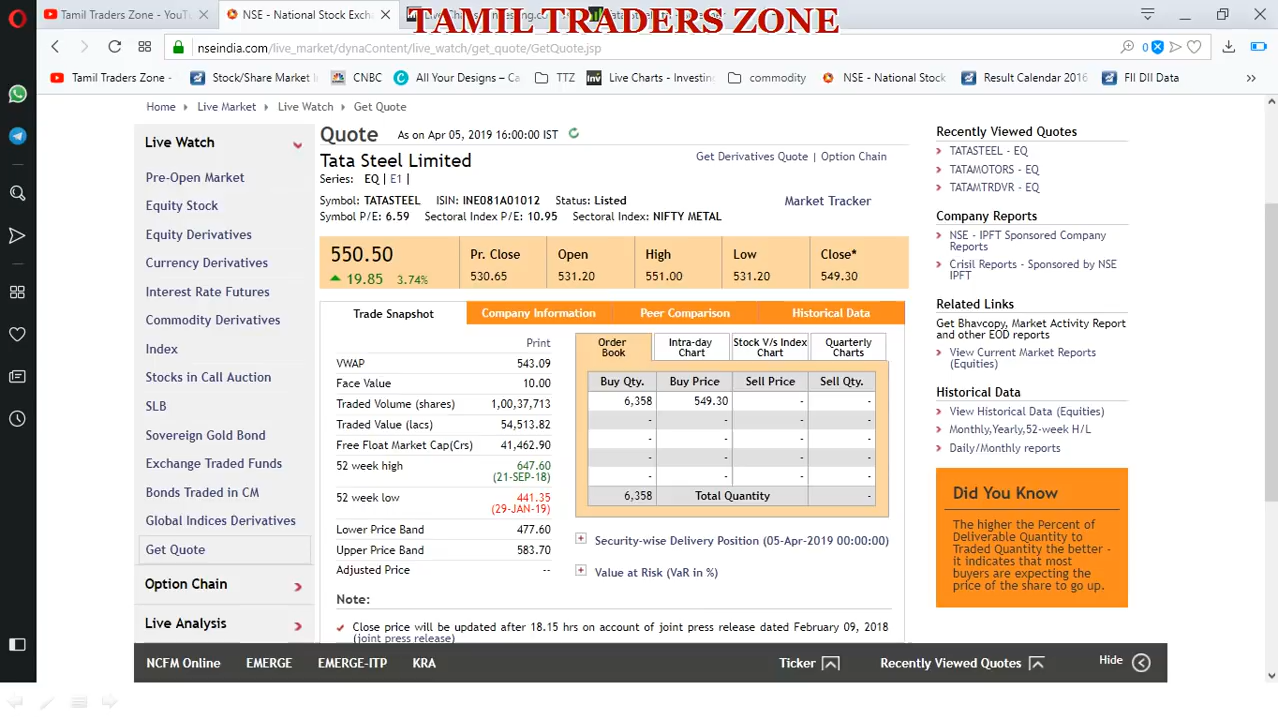 TAMIL TRADERS ZONE
Tamil Traders Zone - YouTu
NSE - National Stock Excha
nseindia.com/live_market/dynaContent/live_watch/get_quote/GetQuote.jsp
0
Tamil Traders Zone -
Stock/Share Market I
CNBC
All Your Designs – Ca
TTZ
Live Charts - Investing
commodity
NSE - National Stock
Result Calendar 2016
FII DII Data
Home
Live Market
Live Watch
Get Quote
Live Watch
Pre-Open Market
Equity Stock
Equity Derivatives
Currency Derivatives
Interest Rate Futures
Commodity Derivatives
Index
Stocks in Call Auction
SLB
Sovereign Gold Bond
Exchange Traded Funds
Bonds Traded in CM
Global Indices Derivatives
Get Quote
Option Chain
Live Analysis
Quote As on Apr 05, 2019 16:00:00 IST
Tata Steel Limited
Get Derivatives Quote | Option Chain
Series: EQ | E1 |
Symbol: TATASTEEL ISIN: INE081A01012 Status: Listed
Market Tracker
Symbol P/E: 6.59 Sectoral Index P/E: 10.95 Sectoral Index: NIFTY METAL
550.50 Pr. Close Open High Low Close*
19.85 3.74% 530.65 531.20 551.00 531.20 549.30
Trade Snapshot Company Information Peer Comparison Historical Data
Print
VWAP 543.09
Face Value 10.00
Traded Volume (shares) 1,00,37,713
Traded Value (lacs) 54,513.82
Free Float Market Cap(Crs) 41,462.90
52 week high 647.60
(21-SEP-18)
52 week low 441.35
(29-JAN-19)
Lower Price Band 477.60
Upper Price Band 583.70
Adjusted Price --
Order Book
Intra-day Chart
Stock V/s Index Chart
Quarterly Charts
Buy Qty. Buy Price Sell Price Sell Qty.
6,358 549.30 - -
- - - -
- - - -
- - - -
- - - -
6,358 Total Quantity -
Security-wise Delivery Position (05-Apr-2019 00:00:00)
Value at Risk (VaR in %)
Note:
Close price will be updated after 18.15 hrs on account of joint press release dated February 09, 2018
(joint press release)
Recently Viewed Quotes
TATASTEEL - EQ
TATAMOTORS - EQ
TATAMTRDVR - EQ
Company Reports
NSE - IPFT Sponsored Company
Reports
Crisil Reports - Sponsored by NSE
IPFT
Related Links
Get Bhavcopy, Market Activity Report
and other EOD reports
View Current Market Reports
(Equities)
Historical Data
View Historical Data (Equities)
Monthly,Yearly,52-week H/L
Daily/Monthly reports
Did You Know
The higher the Percent of
Deliverable Quantity to
Traded Quantity the better -
it indicates that most
buyers are expecting the
price of the share to go up.
NCFM Online EMERGE EMERGE-ITP KRA Ticker Recently Viewed Quotes Hide